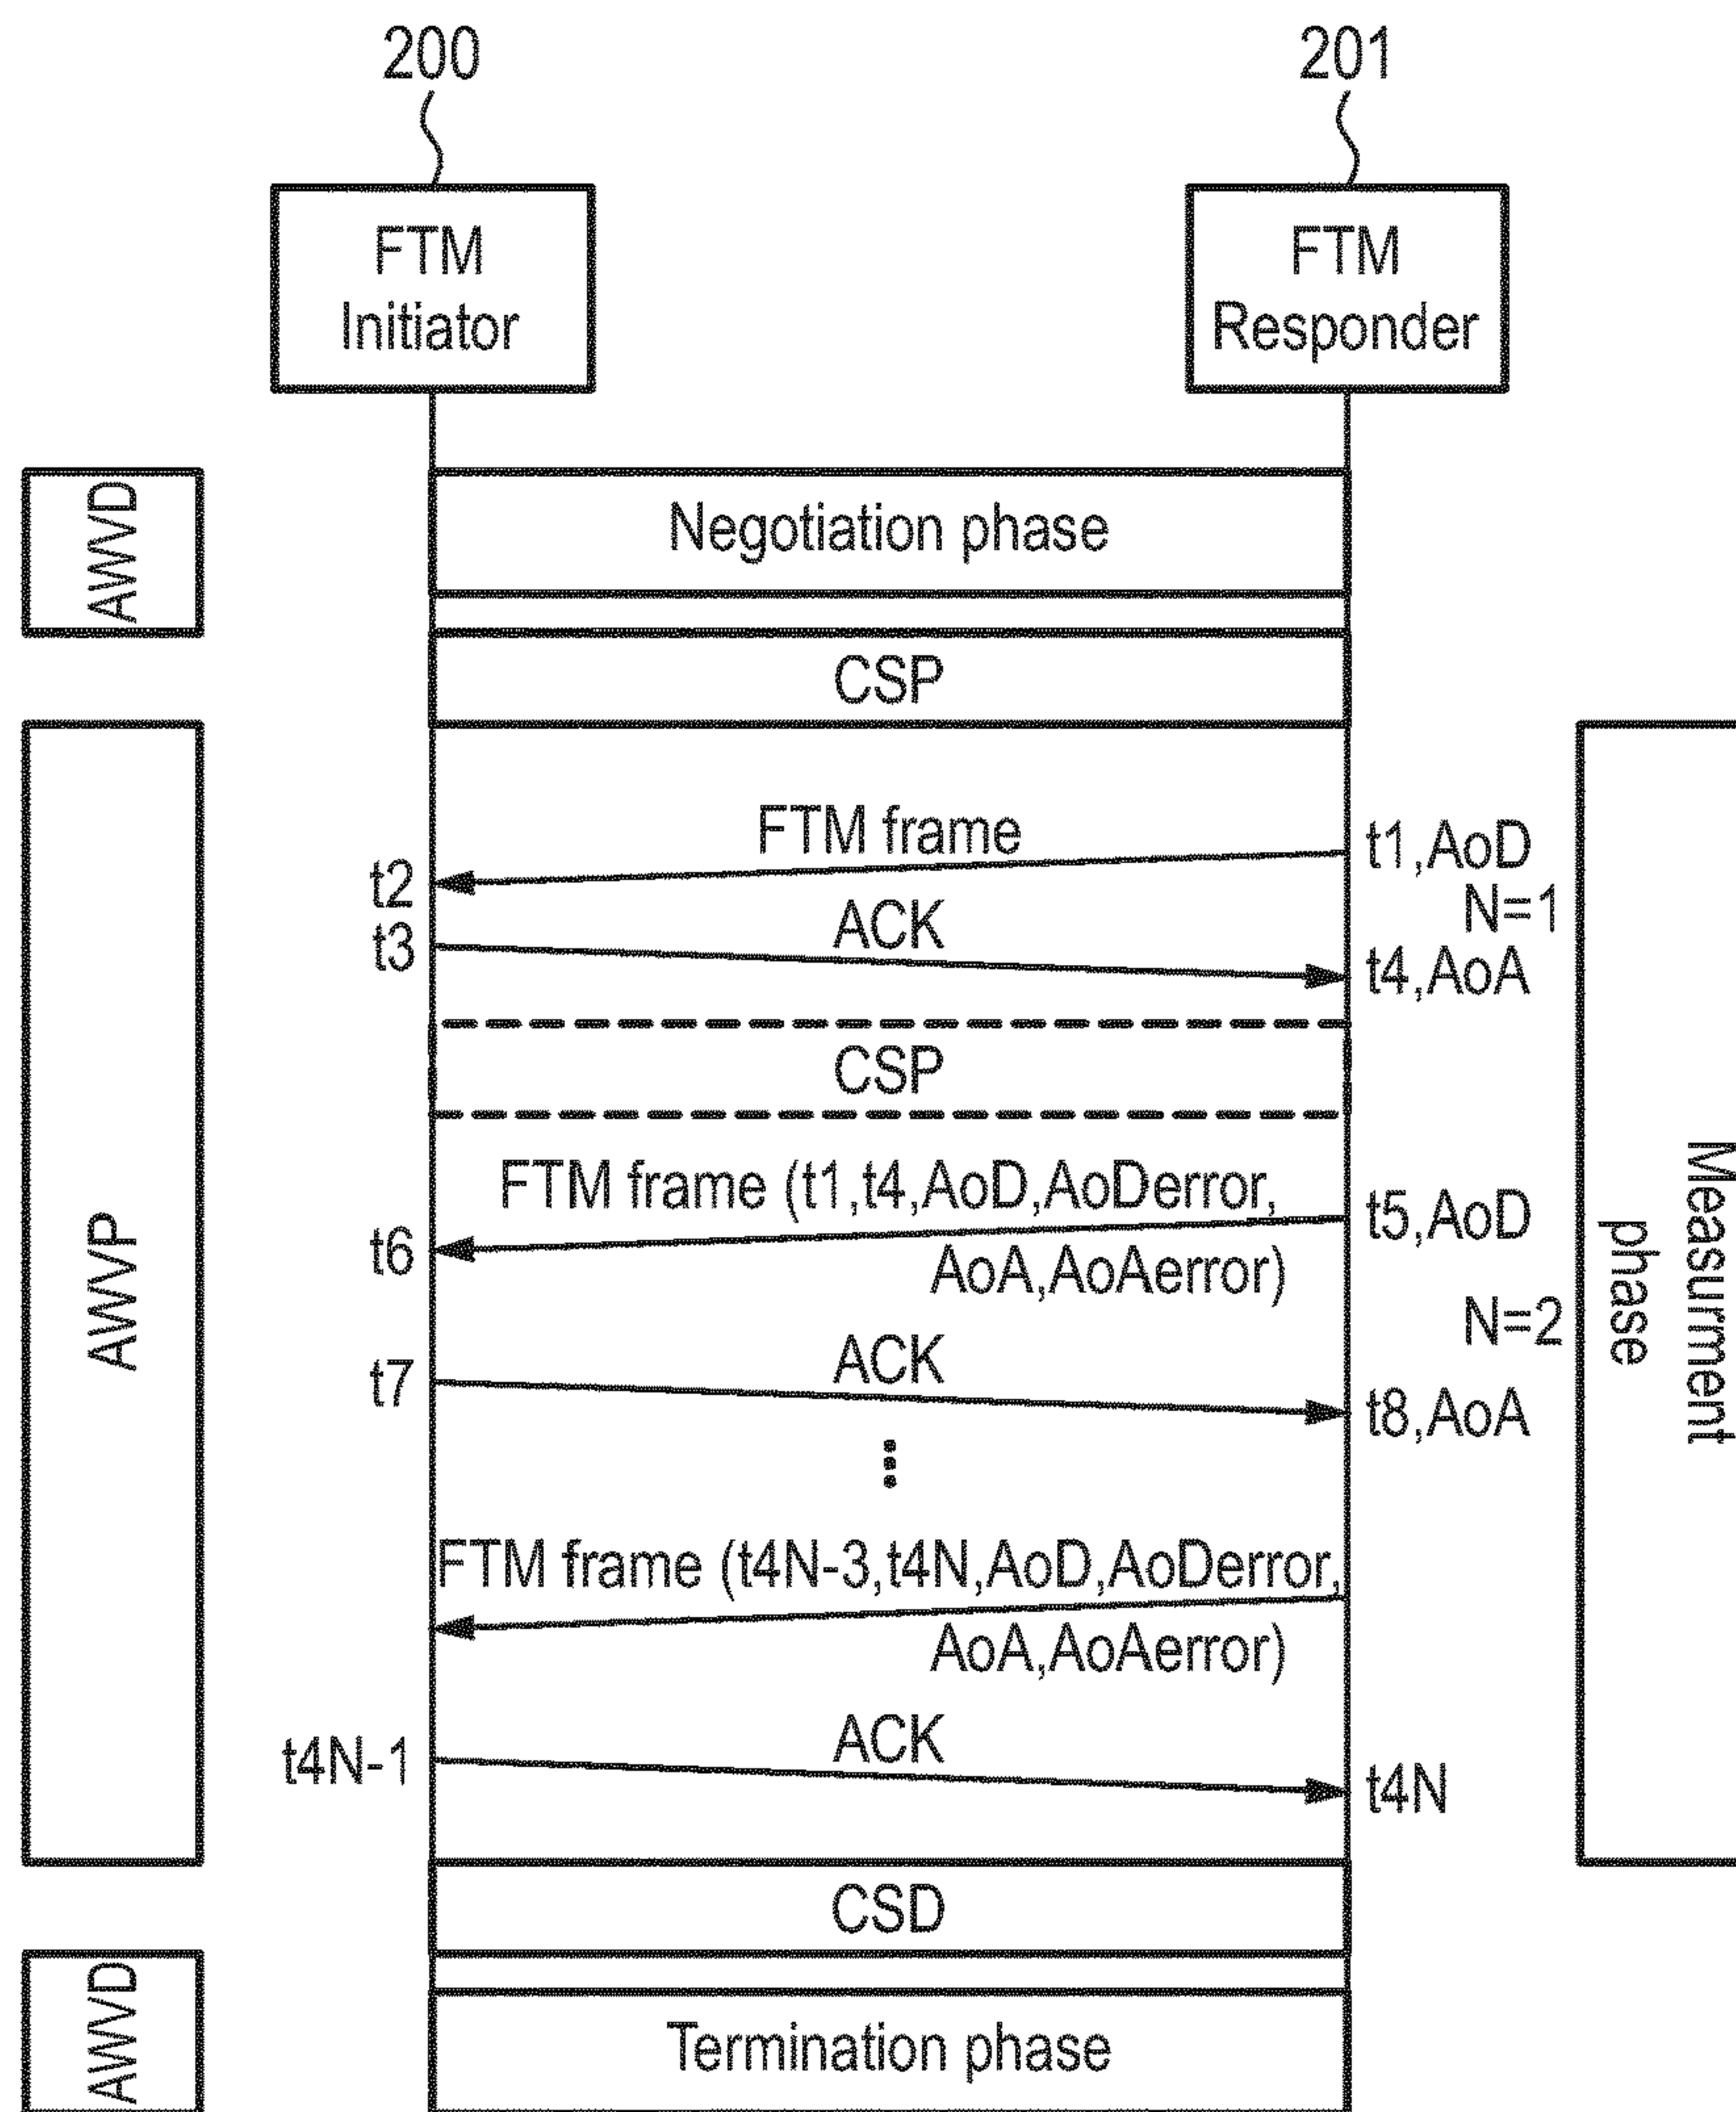 200
201
FTM
Initiator
FTM
Responder
AWVD
Negotiation phase
CSP
AWVP
Measurment
phase
FTM frame
t1,AoD
t2
N=1
ACK
t3
t4,AoA
CSP
FTM frame (t1,t4,AoD,AoDerror,
AoA,AoAerror)
t5,AoD
t6
N=2
ACK
t7
t8,AoA
FTM frame (t4N-3,t4N,AoD,AoDerror,
AoA,AoAerror)
ACK
t4N-1
t4N
CSD
AWVD
Termination phase